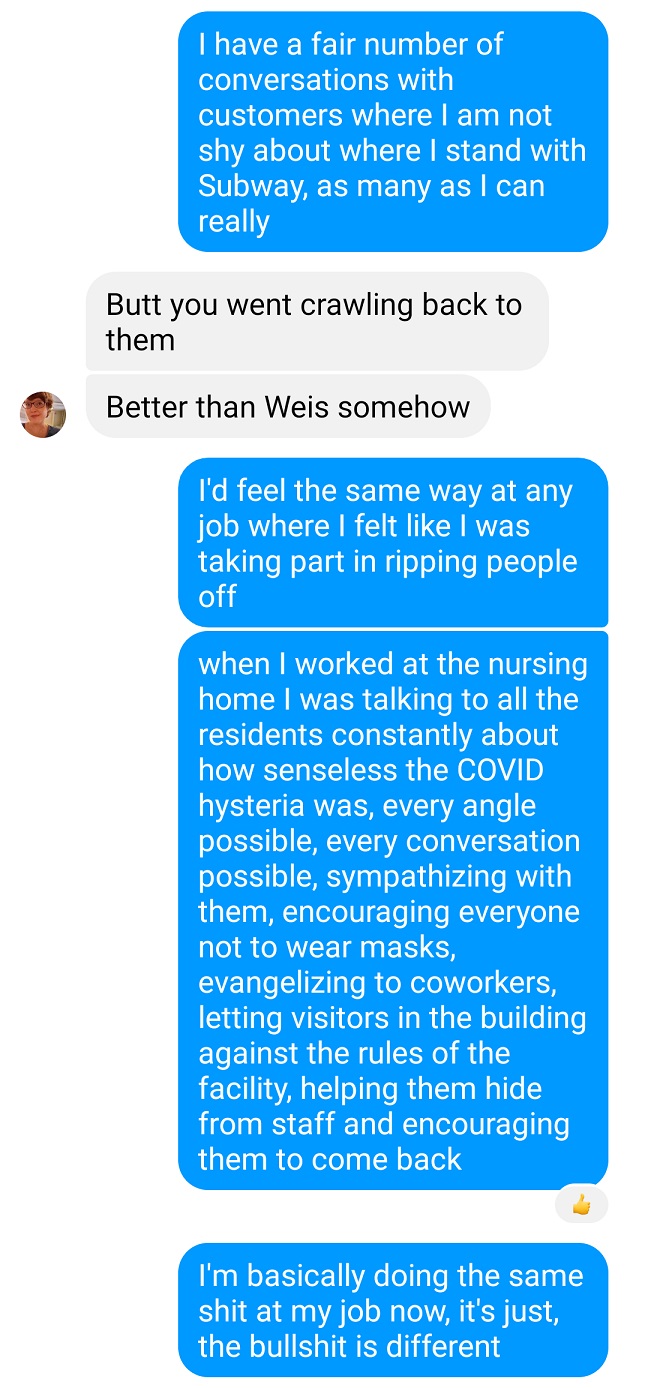 I have a fair number of
conversations with
customers where I am not
shy about where I stand with
Subway, as many as I can
really
Butt you went crawling back to
them
Better than Weis somehow
I'd feel the same way at any
job where I felt like I was
taking part in ripping people
off
when I worked at the nursing
home I was talking to all the
residents constantly about
how senseless the COVID
hysteria was, every angle
possible, every conversation
possible, sympathizing with
them, encouraging everyone
not to wear masks,
evangelizing to coworkers,
letting visitors in the building
against the rules of the
facility, helping them hide
from staff and encouraging
them to come back
I'm basically doing the same
shit at my job now, it's just,
the bullshit is different